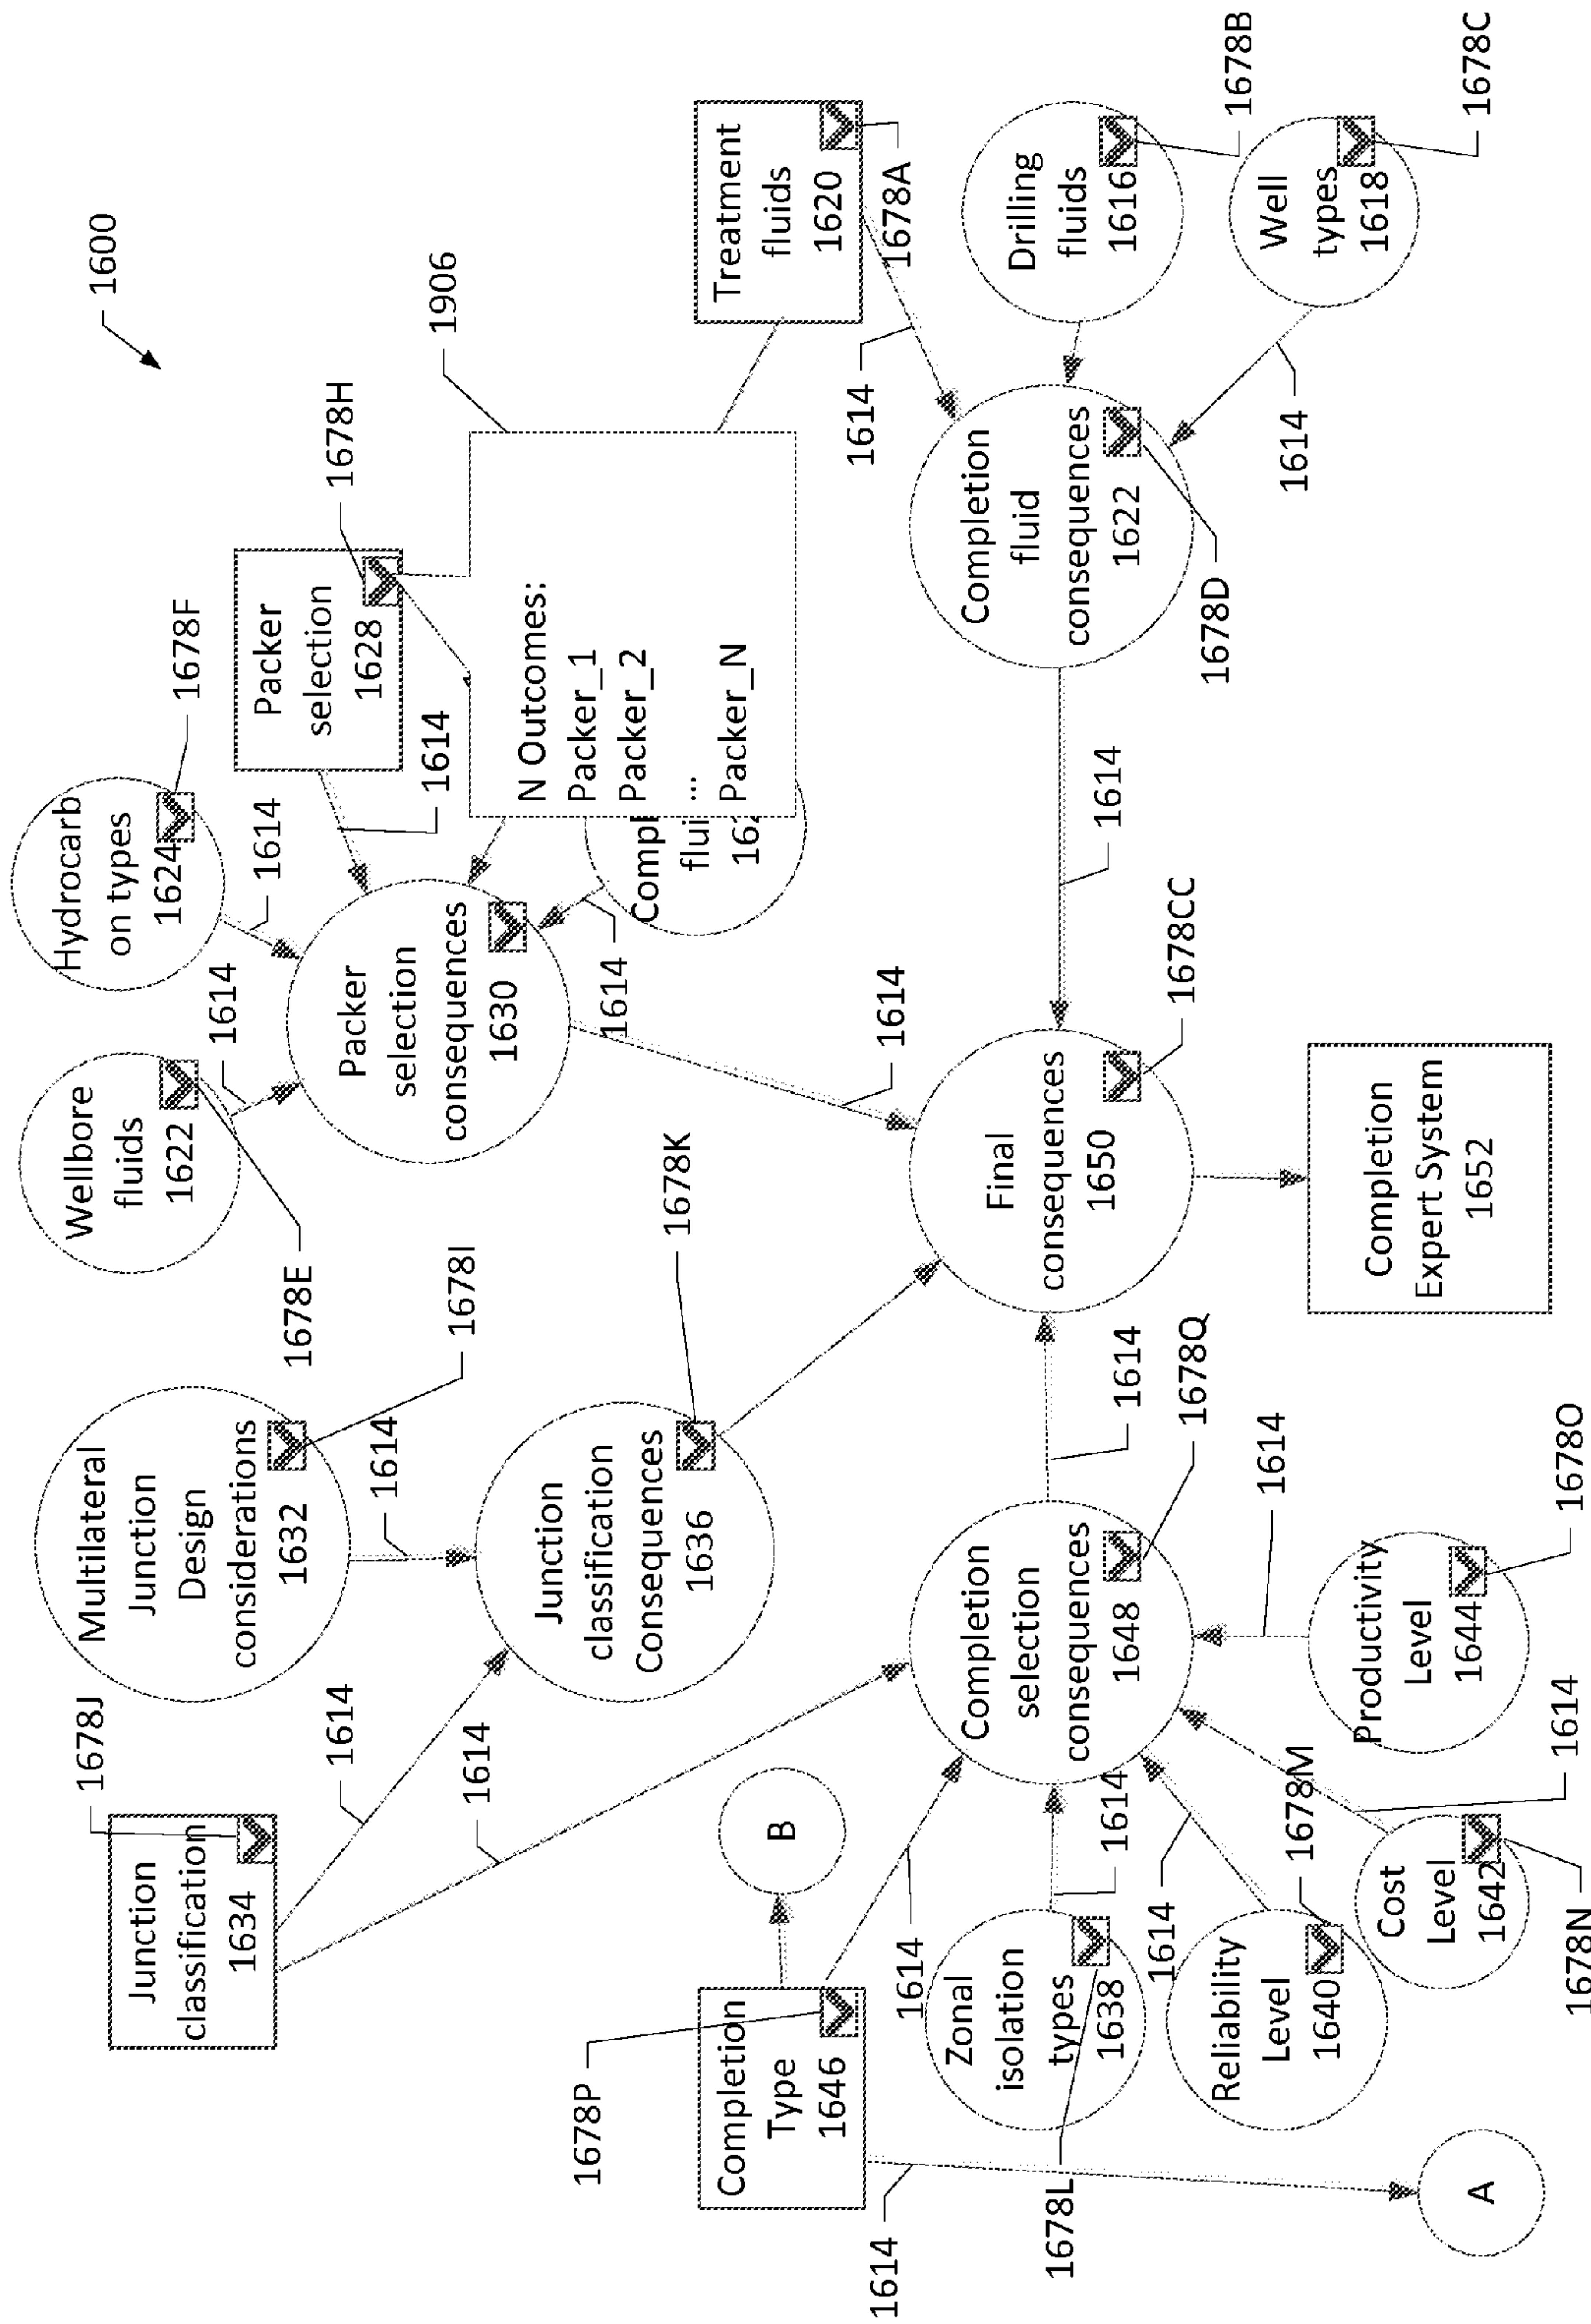 1600
1678J
Junction
classification
1634
1614
1614
Multilateral
Junction
Design
considerations
1632
1678I
1614
Junction
classification
Consequences
1636
1678K
Wellbore
fluids
1622
1678E
1614
Hydrocarb
on types
1624
1678F
1614
Packer
selection
1628
1678H
1614
Packer
selection
consequences
1630
1614
1614
1906
N Outcomes:
Packer_1
Packer_2
...
Packer_N
Comp
flui
162
Treatment
fluids
1620
1678A
1614
Drilling
fluids
1616
1678B
Well
types
1618
1678C
1614
Completion
fluid
consequences
1622
1678D
1614
Final
consequences
1650
1678CC
Completion
Expert System
1652
1678P
Completion
Type
1646
B
1614
1614
A
Zonal
isolation
types
1638
1678L
1614
Reliability
Level
1640
1678M
1614
Cost
Level
1642
1678N
1614
Productivity
Level
1644
1678O
1614
Completion
selection
consequences
1648
1678Q
1614